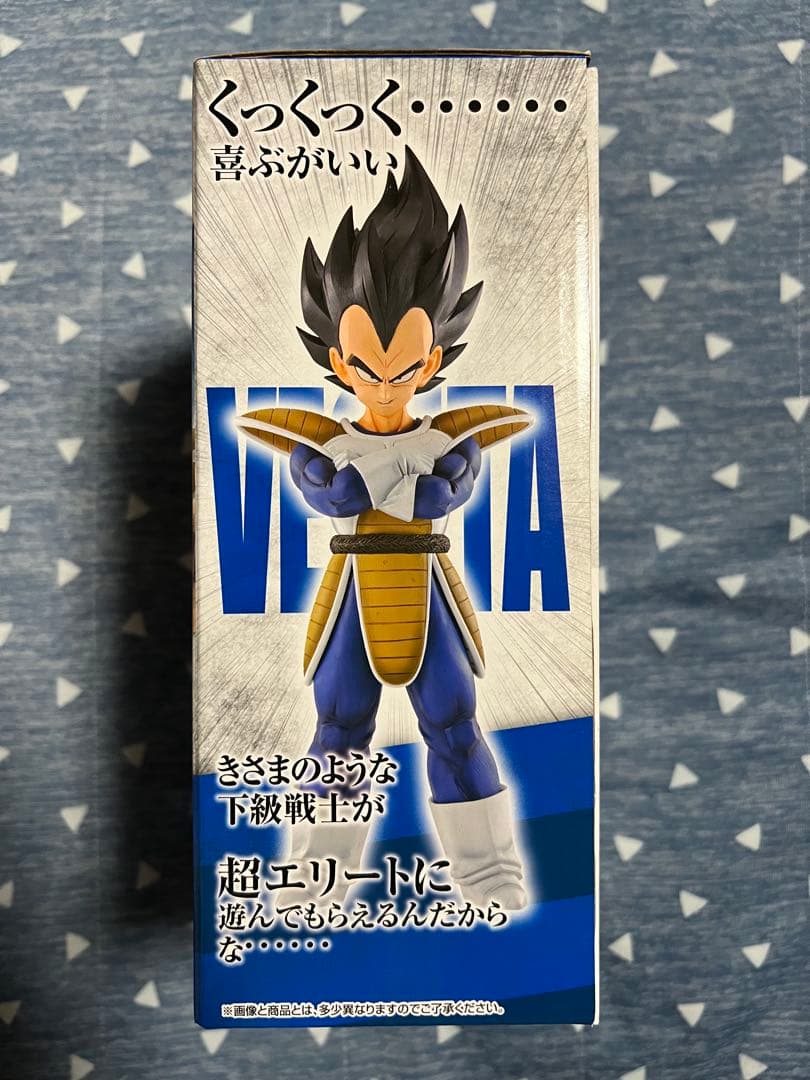 くっくっく……
喜ぶがいい
VEGETA
きさまのような
下級戦士が
超エリートに
遊んでもらえるんだから
な……
※画像と商品とは、多少異なりますのでご了承ください。